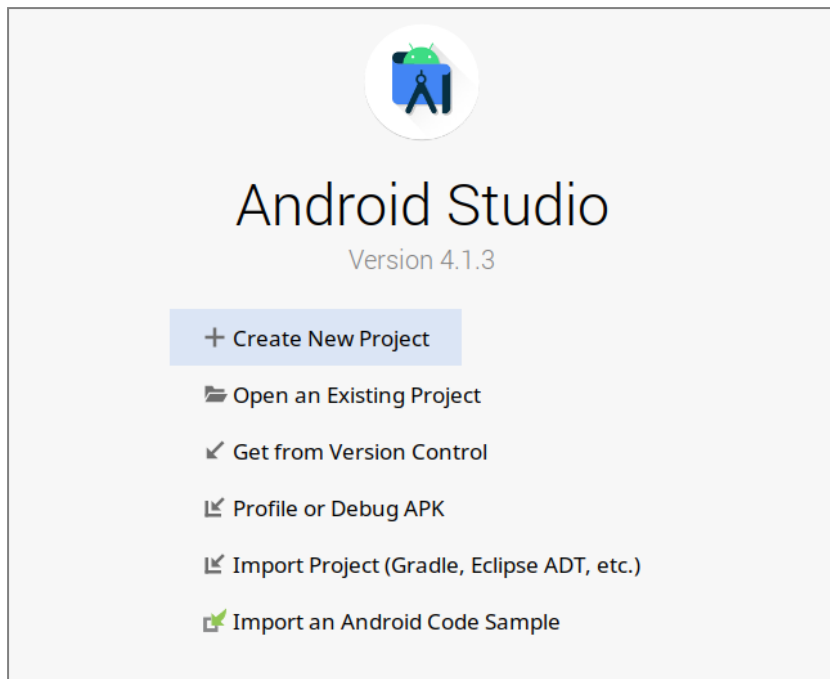 Android Studio
Version 4.1.3
Create New Project
Open an Existing Project
Get from Version Control
Profile or Debug APK
Import Project (Gradle, Eclipse ADT, etc.)
Import an Android Code Sample